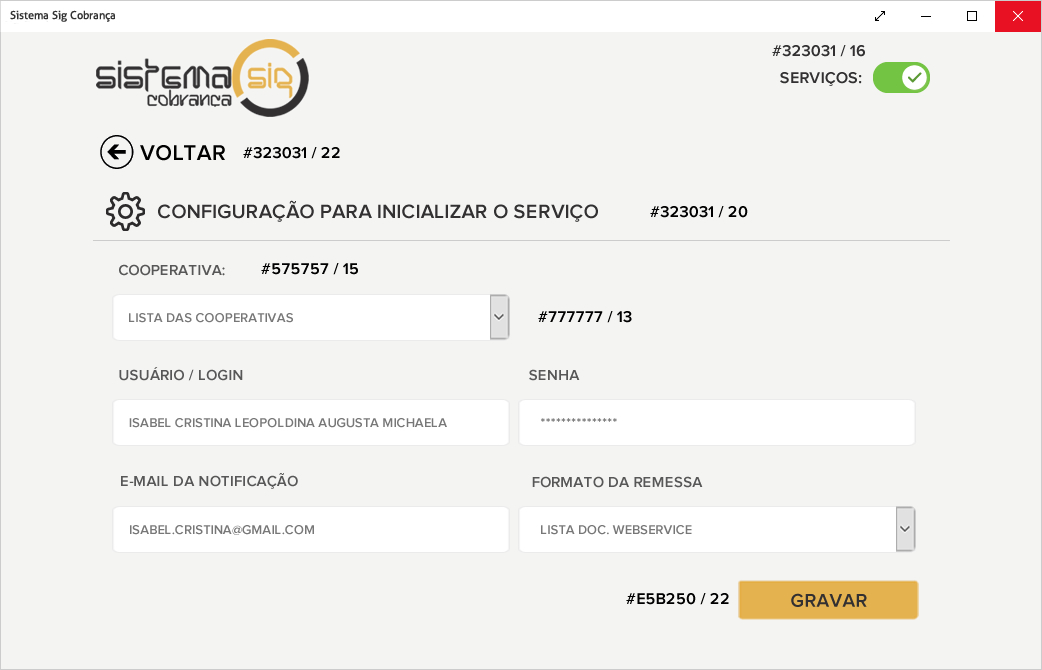 Sistema Sig Cobrança
sistema sig
cobranca
#323031 / 16
SERVIÇOS:
VOLTAR #323031 / 22
CONFIGURAÇÃO PARA INICIALIZAR O SERVIÇO #323031 / 20
COOPERATIVA: #575757 / 15
LISTA DAS COOPERATIVAS #777777 / 13
USUÁRIO / LOGIN SENHA
ISABEL CRISTINA LEOPOLDINA AUGUSTA MICHAELA ***************
E-MAIL DA NOTIFICAÇÃO FORMATO DA REMESSA
ISABEL.CRISTINA@GMAIL.COM LISTA DOC. WEBSERVICE
#E5B250 / 22 GRAVAR